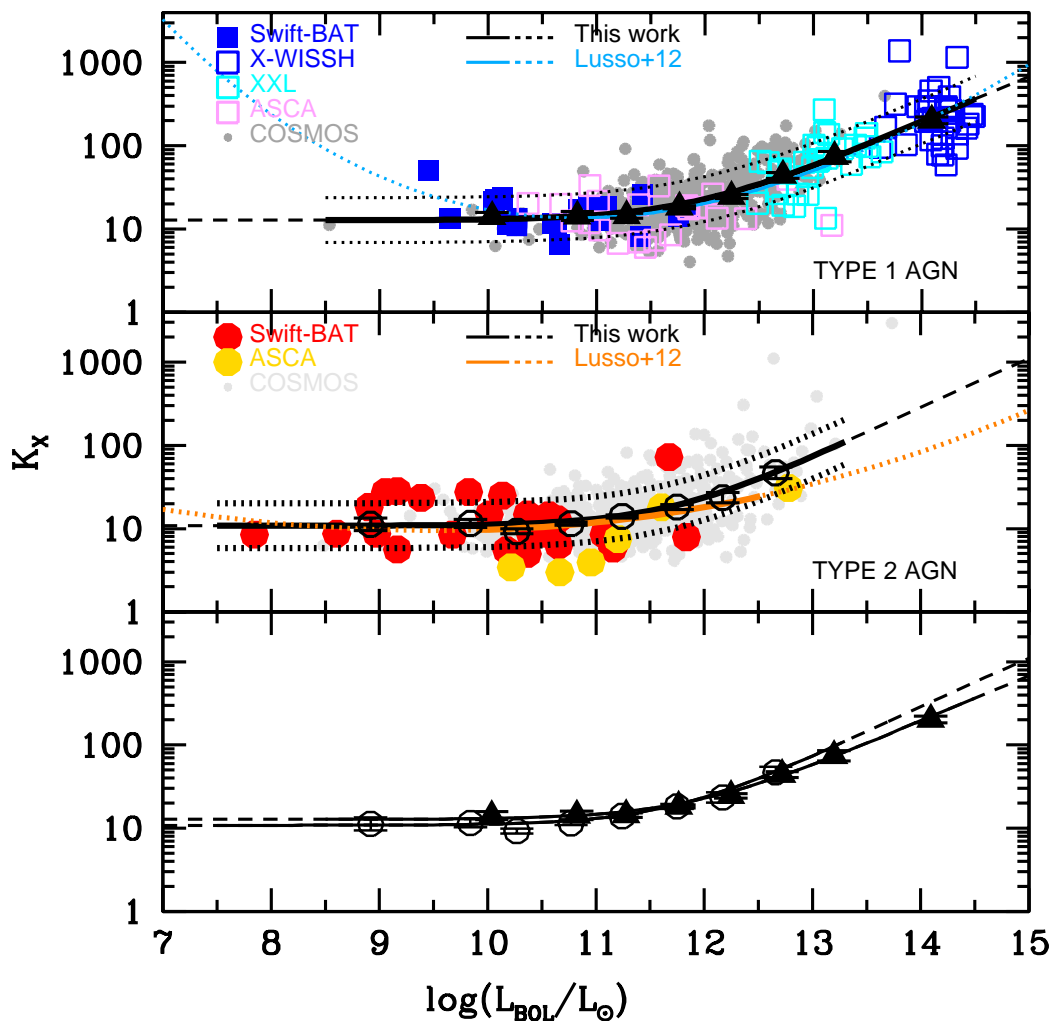 Swift-BAT This work
X-WISSH Lusso+12
XXL
ASCA
COSMOS
1000
100
10
1
TYPE 1 AGN
Swift-BAT This work
ASCA Lusso+12
COSMOS
1000
100
10
1
TYPE 2 AGN
K_X
1000
100
10
1
7 8 9 10 11 12 13 14 15
log(L_BOL/L_⊙)